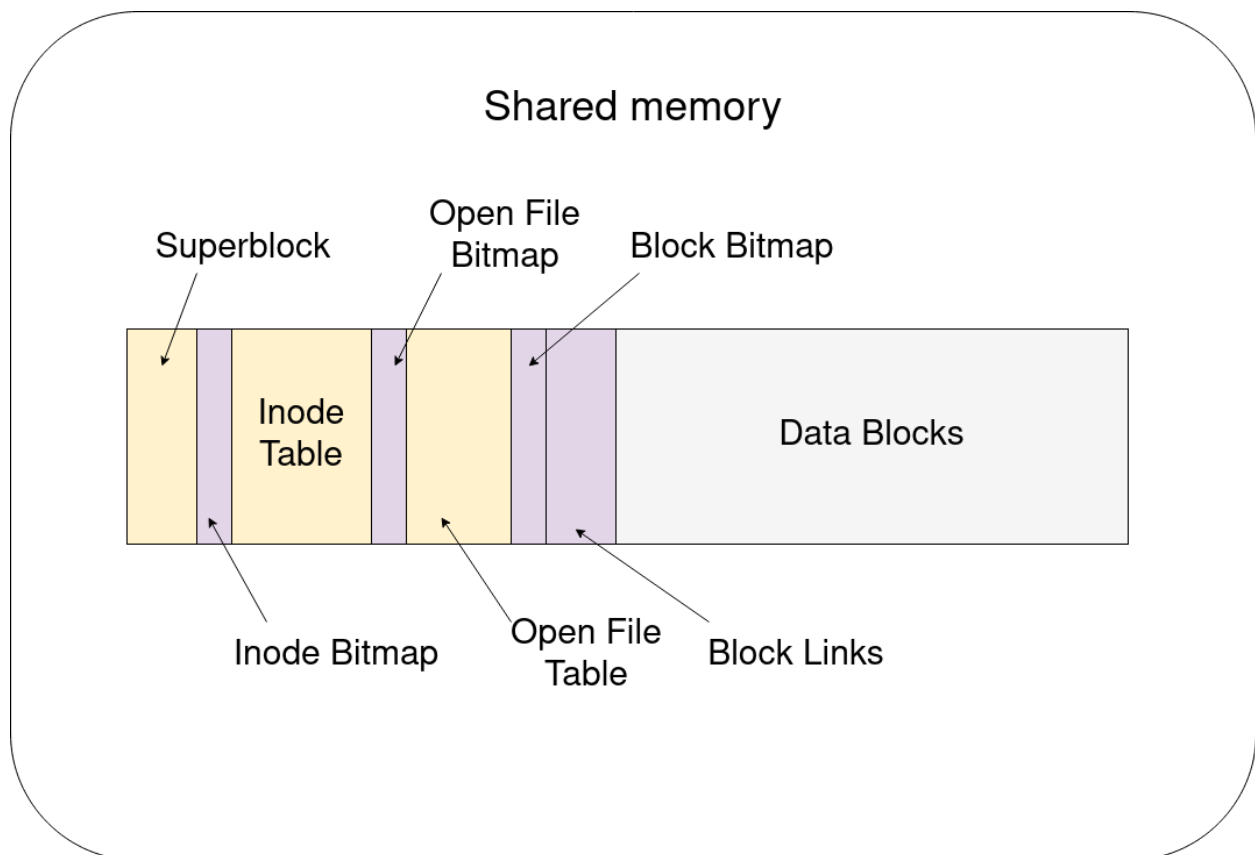 Shared memory
Superblock
Open File
Bitmap
Block Bitmap
Inode
Table
Data Blocks
Inode Bitmap
Open File
Table
Block Links